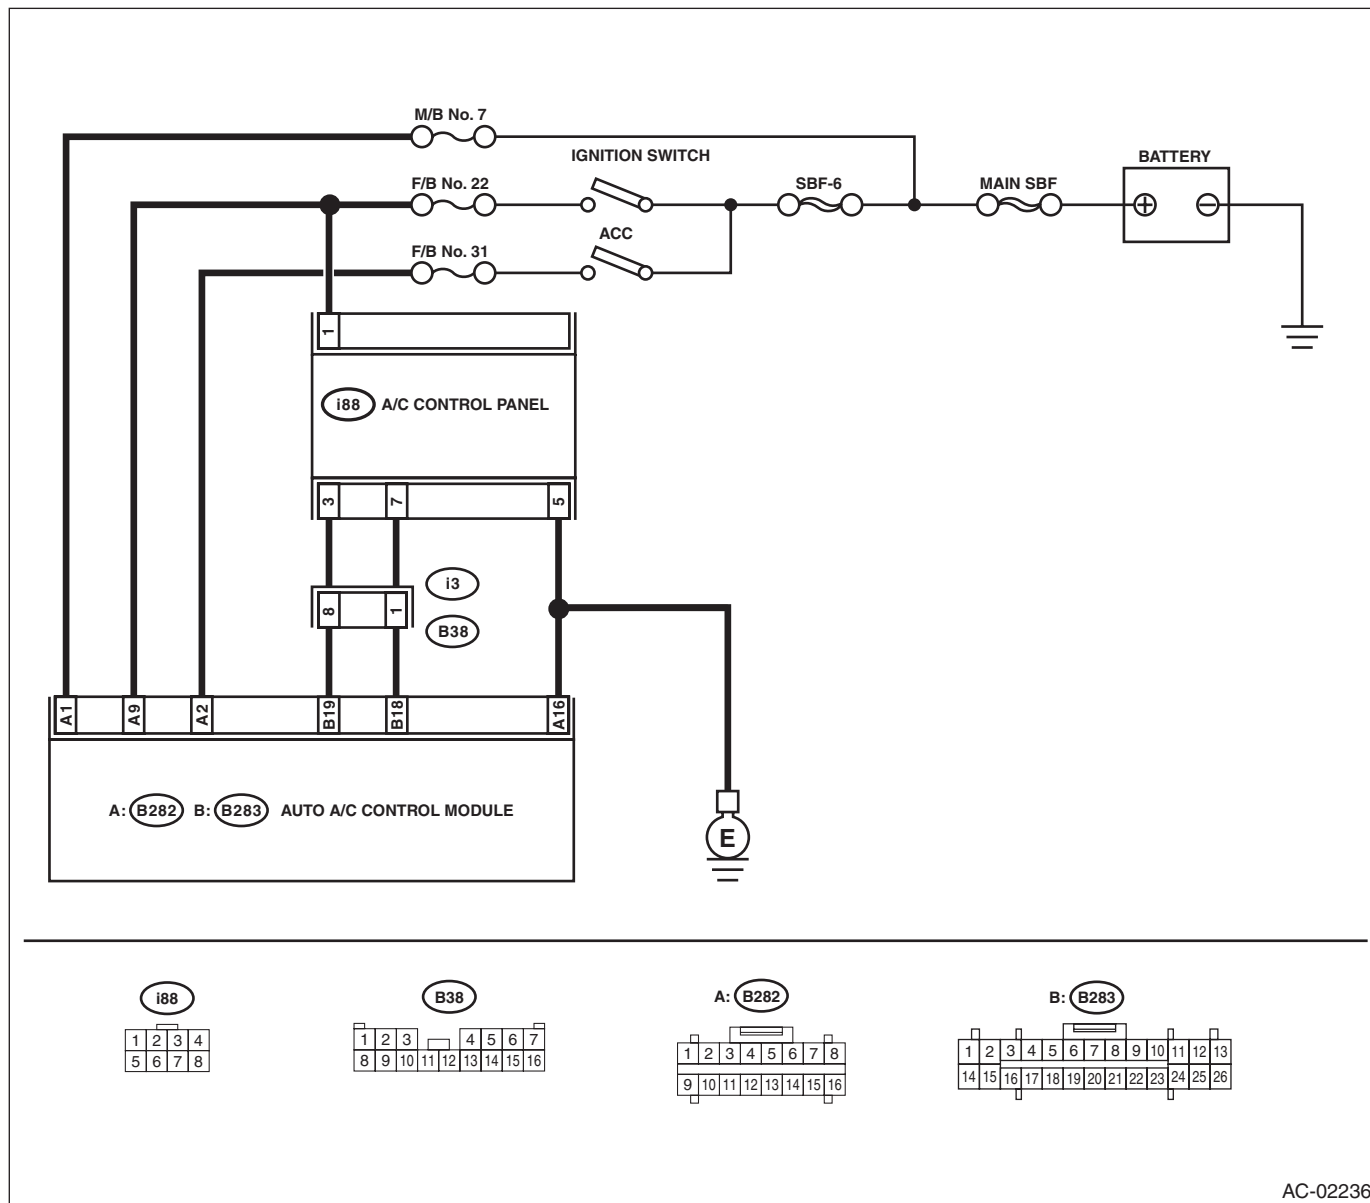 M/B No. 7
IGNITION SWITCH
BATTERY
F/B No. 22
SBF-6
MAIN SBF
ACC
F/B No. 31
1
i88 A/C CONTROL PANEL
3 7 5
i3
8 1
B38
A1 A9 A2 B19 B18 A16
A: B282 B: B283 AUTO A/C CONTROL MODULE
E
i88
1 2 3 4
5 6 7 8
B38
1 2 3 4 5 6 7
8 9 10 11 12 13 14 15 16
A: B282
1 2 3 4 5 6 7 8
9 10 11 12 13 14 15 16
B: B283
1 2 3 4 5 6 7 8 9 10 11 12 13
14 15 16 17 18 19 20 21 22 23 24 25 26
AC-02236